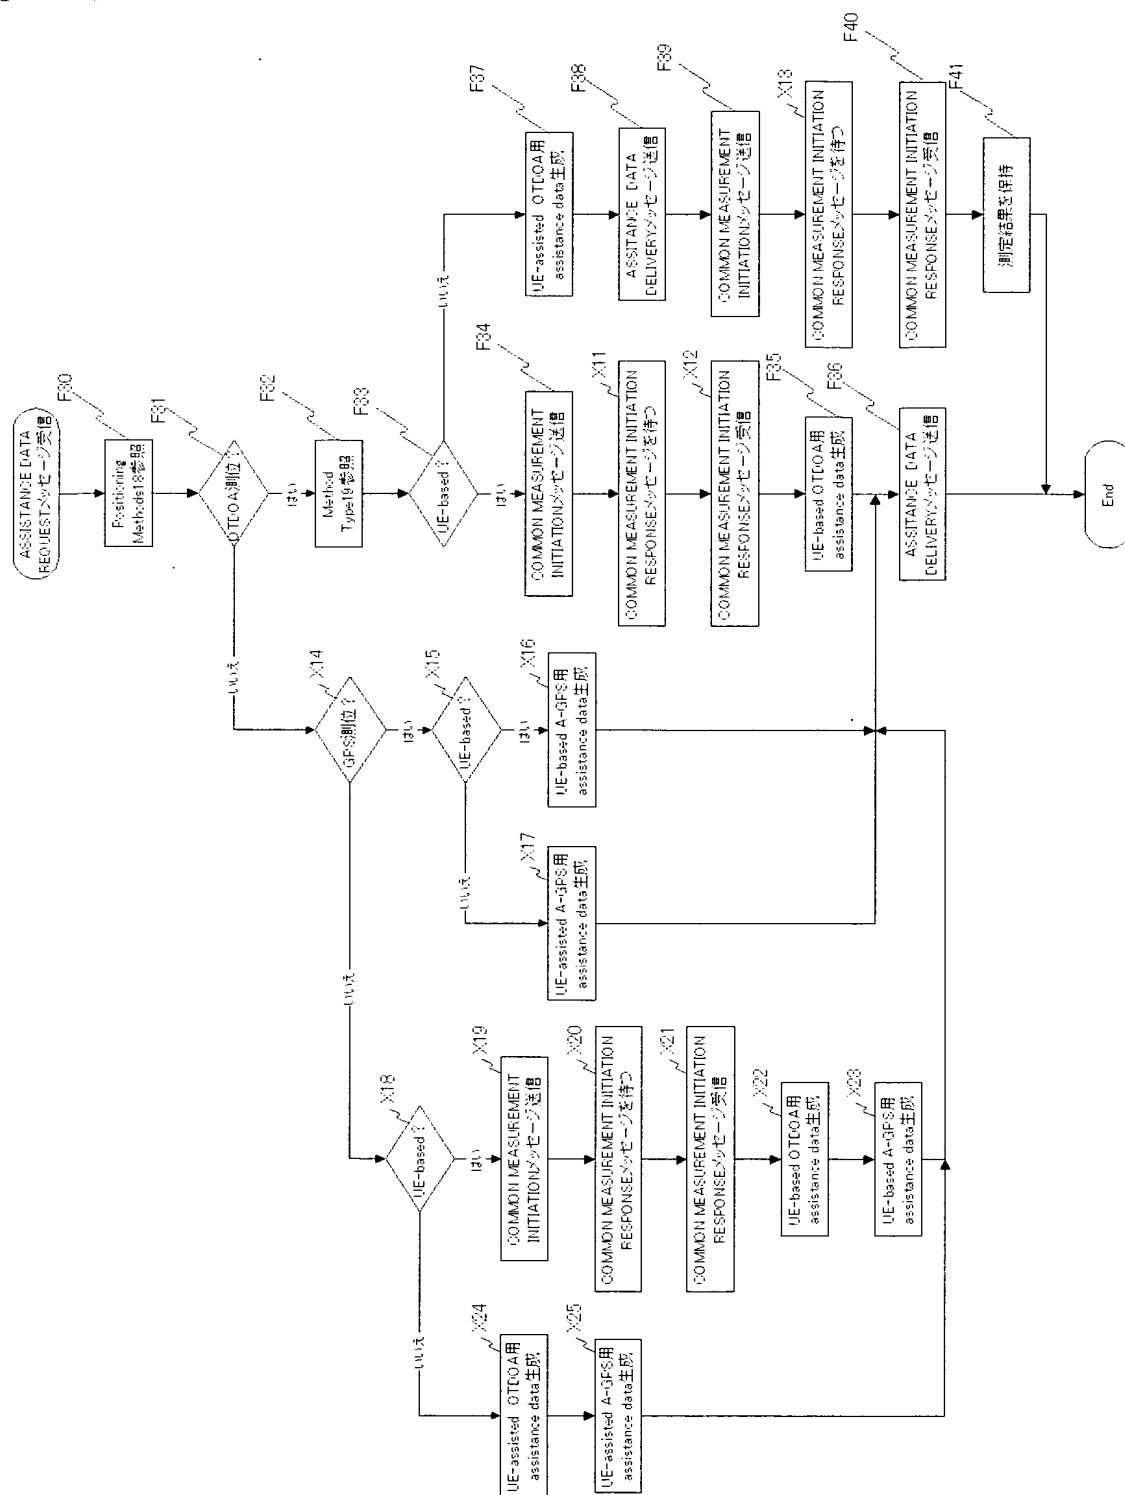 ASSISTANCE DATA
REQUESTメッセージ受信
F30
Positioning
Methods18参照
F31
OTDOA測位?
はい
いいえ
F32
Method
Type19参照
F33
UE-based?
はい
いいえ
F34
COMMON MEASUREMENT
INITIATIONメッセージ送信
X11
COMMON MEASUREMENT INITIATION
RESPONSEメッセージを待つ
X12
COMMON MEASUREMENT INITIATION
RESPONSEメッセージ受信
F35
UE-based OTDOA用
assistance data生成
F36
ASSITANCE DATA
DELIVERYメッセージ送信
End
F37
UE-assisted OTDOA用
assistance data生成
F38
ASSITANCE DATA
DELIVERYメッセージ送信
F39
COMMON MEASUREMENT
INITIATIONメッセージ送信
X13
COMMON MEASUREMENT INITIATION
RESPONSEメッセージを待つ
F40
COMMON MEASUREMENT INITIATION
RESPONSEメッセージ受信
F41
測定結果を保持
X14
GPS測位?
はい
いいえ
X15
UE-based?
はい
いいえ
X16
UE-based A-GPS用
assistance data生成
X17
UE-assisted A-GPS用
assistance data生成
X18
UE-based?
はい
いいえ
X19
COMMON MEASUREMENT
INITIATIONメッセージ送信
X20
COMMON MEASUREMENT INITIATION
RESPONSEメッセージを待つ
X21
COMMON MEASUREMENT INITIATION
RESPONSEメッセージ受信
X22
UE-based OTDOA用
assistance data生成
X23
UE-based A-GPS用
assistance data生成
X24
UE-assisted OTDOA用
assistance data生成
X25
UE-assisted A-GPS用
assistance data生成